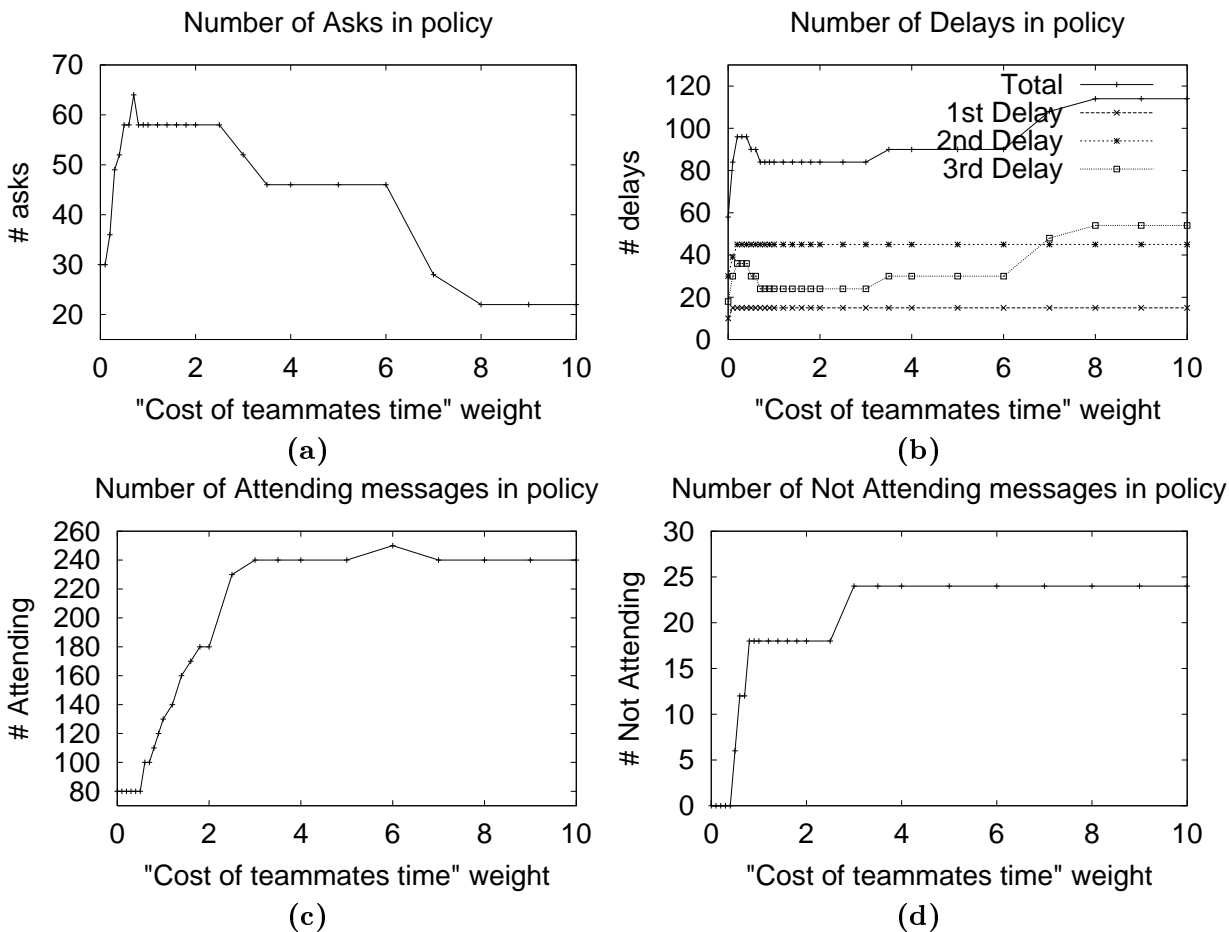 Number of Asks in policy
70
60
50
40
30
20
# asks
0 2 4 6 8 10
"Cost of teammates time" weight
(a)
Number of Delays in policy
120
100
80
60
40
20
0
# delays
Total
1st Delay
2nd Delay
3rd Delay
0 2 4 6 8 10
"Cost of teammates time" weight
(b)
Number of Attending messages in policy
260
240
220
200
180
160
140
120
100
80
# Attending
0 2 4 6 8 10
"Cost of teammates time" weight
(c)
Number of Not Attending messages in policy
30
25
20
15
10
5
0
# Not Attending
0 2 4 6 8 10
"Cost of teammates time" weight
(d)